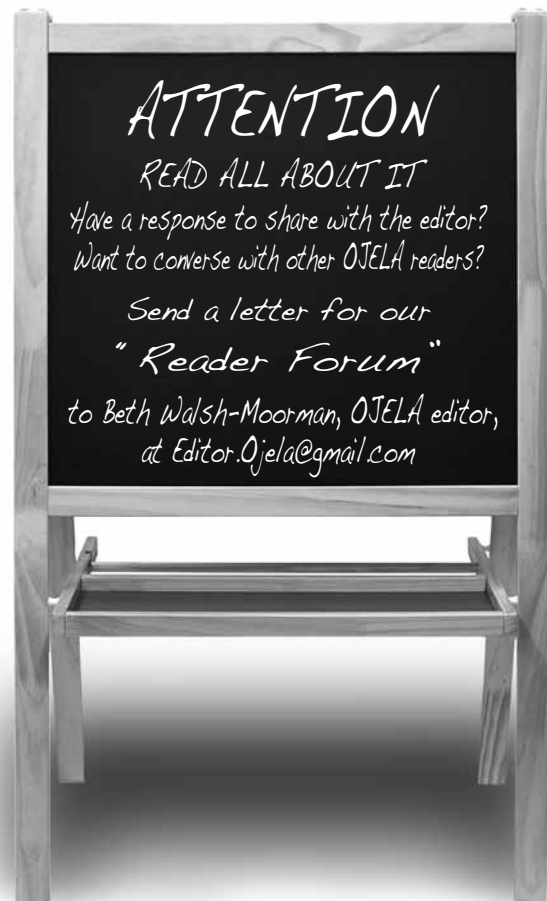 ATTENTION
READ ALL ABOUT IT
Have a response to share with the editor?
Want to converse with other OJELA readers?
Send a letter for our
"Reader Forum"
to Beth Walsh-Moorman, OJELA editor,
at Editor.Ojela@gmail.com